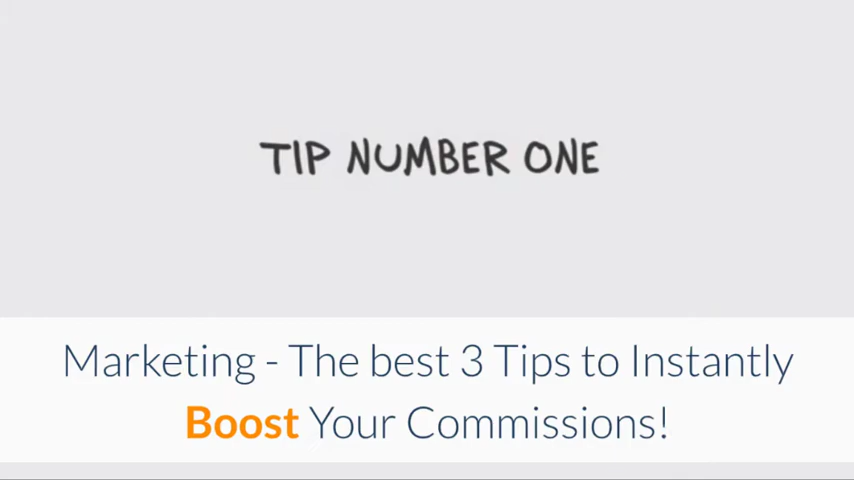 TIP NUMBER ONE
Marketing - The best 3 Tips to Instantly
Boost Your Commissions!